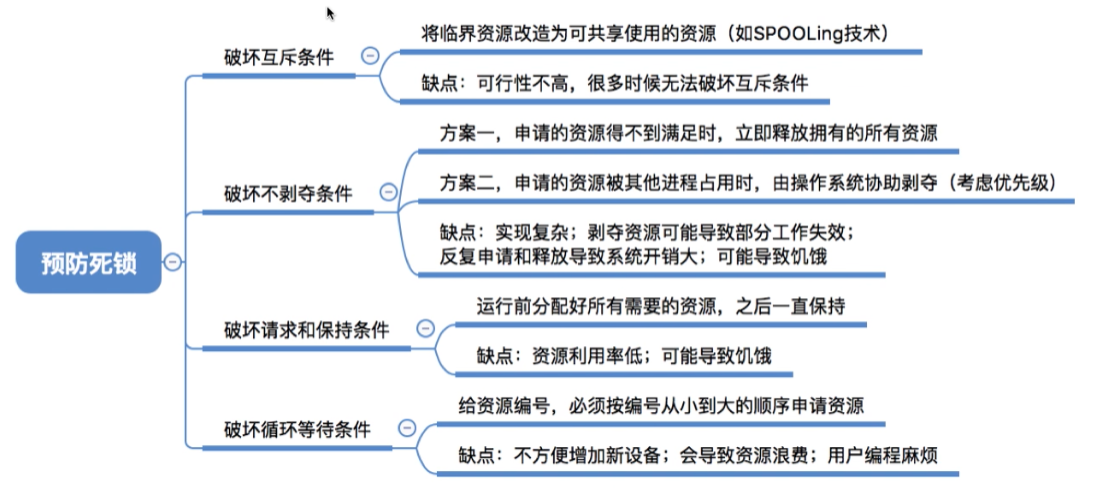 预防死锁
破坏互斥条件
将临界资源改造为可共享使用的资源（如SPOOLing技术）
缺点：可行性不高，很多时候无法破坏互斥条件
破坏不剥夺条件
方案一，申请的资源得不到满足时，立即释放拥有的所有资源
方案二，申请的资源被其他进程占用时，由操作系统协助剥夺（考虑优先级）
缺点：实现复杂；剥夺资源可能导致部分工作失效；
反复申请和释放导致系统开销大；可能导致饥饿
破坏请求和保持条件
运行前分配好所有需要的资源，之后一直保持
缺点：资源利用率低；可能导致饥饿
破坏循环等待条件
给资源编号，必须按编号从小到大的顺序申请资源
缺点：不方便增加新设备；会导致资源浪费；用户编程麻烦